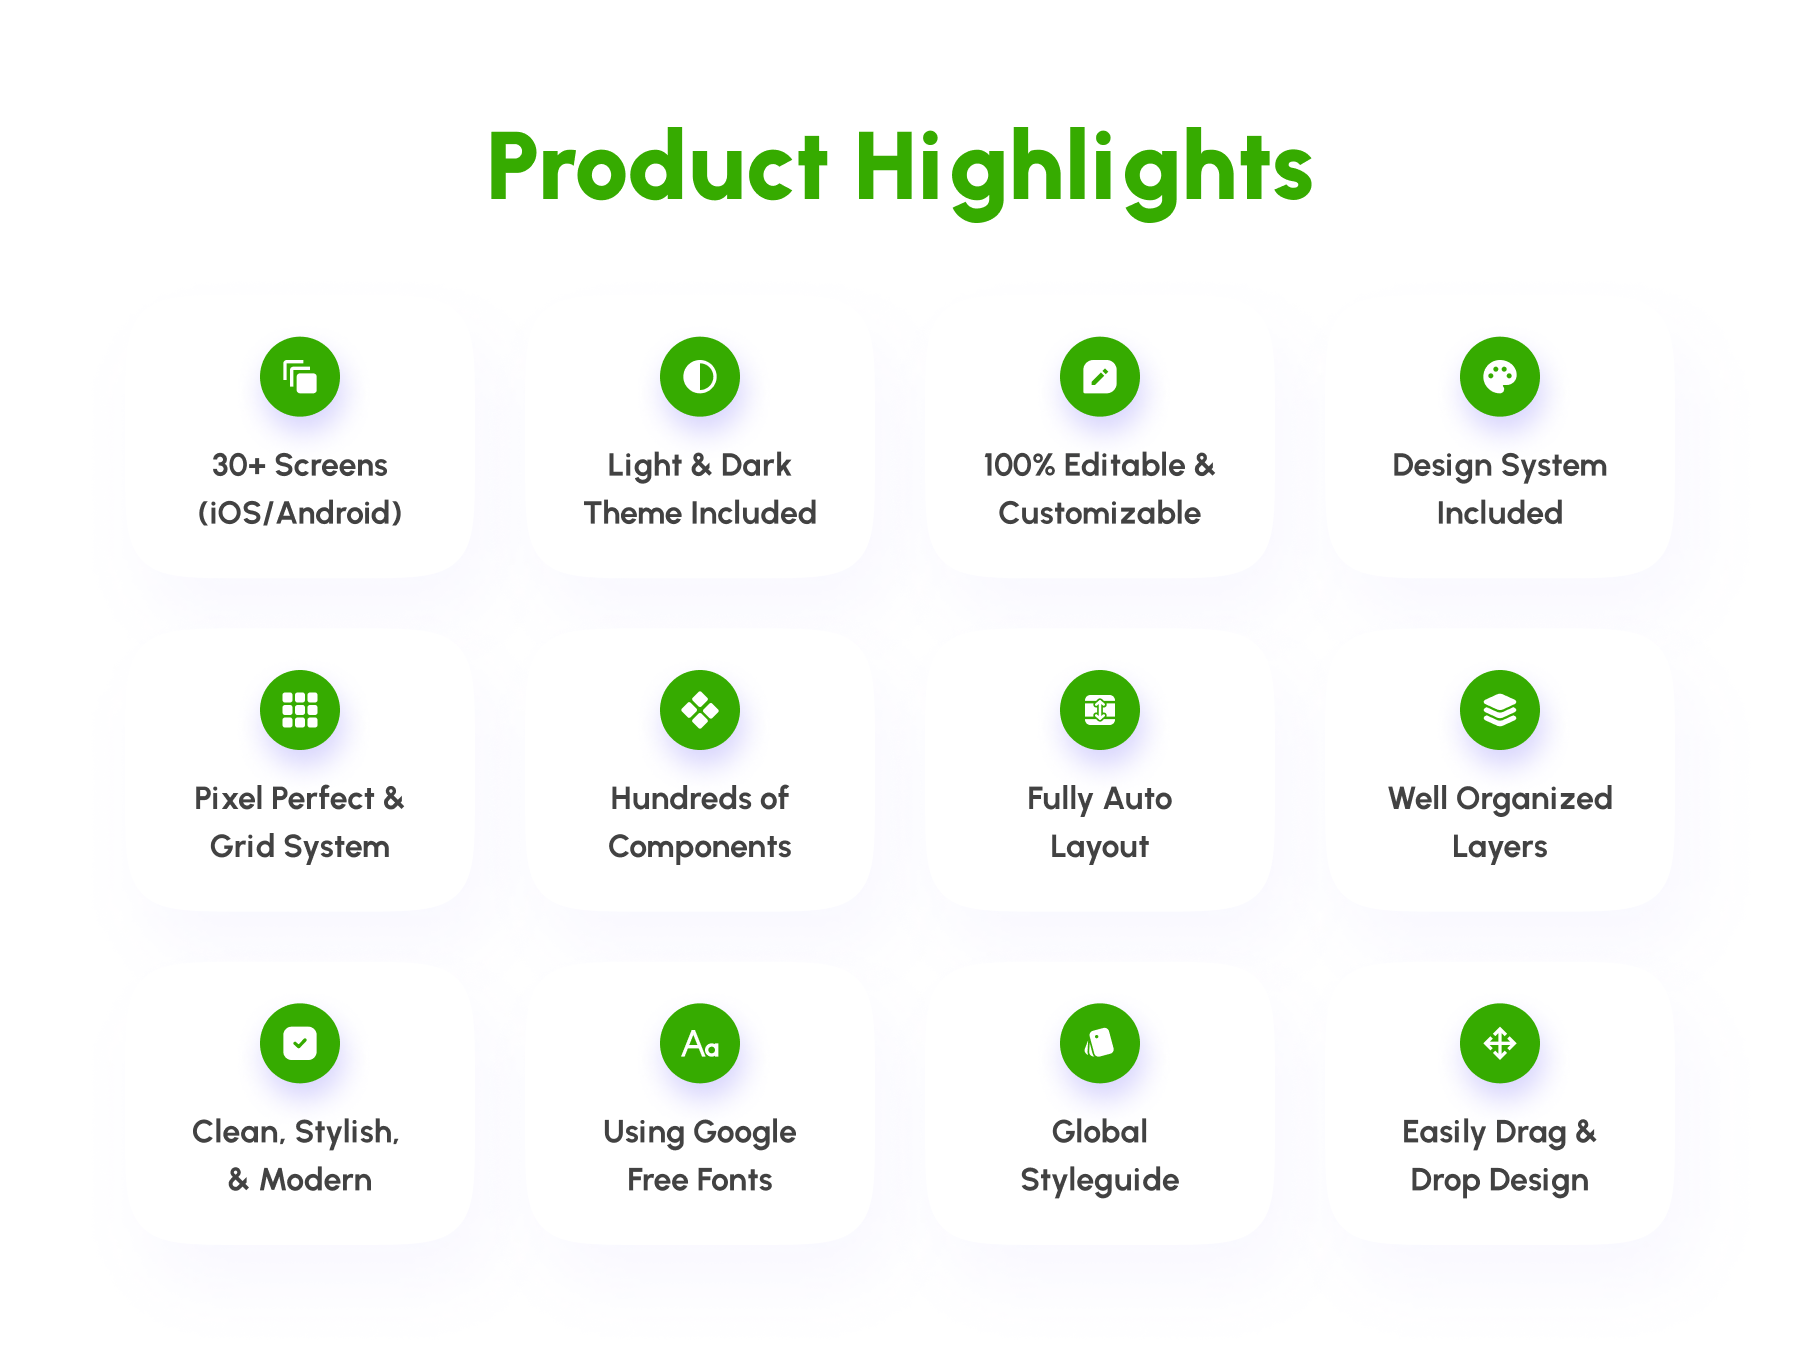 Product Highlights
30+ Screens
(iOS/Android)
Light & Dark
Theme Included
100% Editable &
Customizable
Design System
Included
Pixel Perfect &
Grid System
Hundreds of
Components
Fully Auto
Layout
Well Organized
Layers
Clean, Stylish,
& Modern
Aa
Using Google
Free Fonts
Global
Styleguide
Easily Drag &
Drop Design